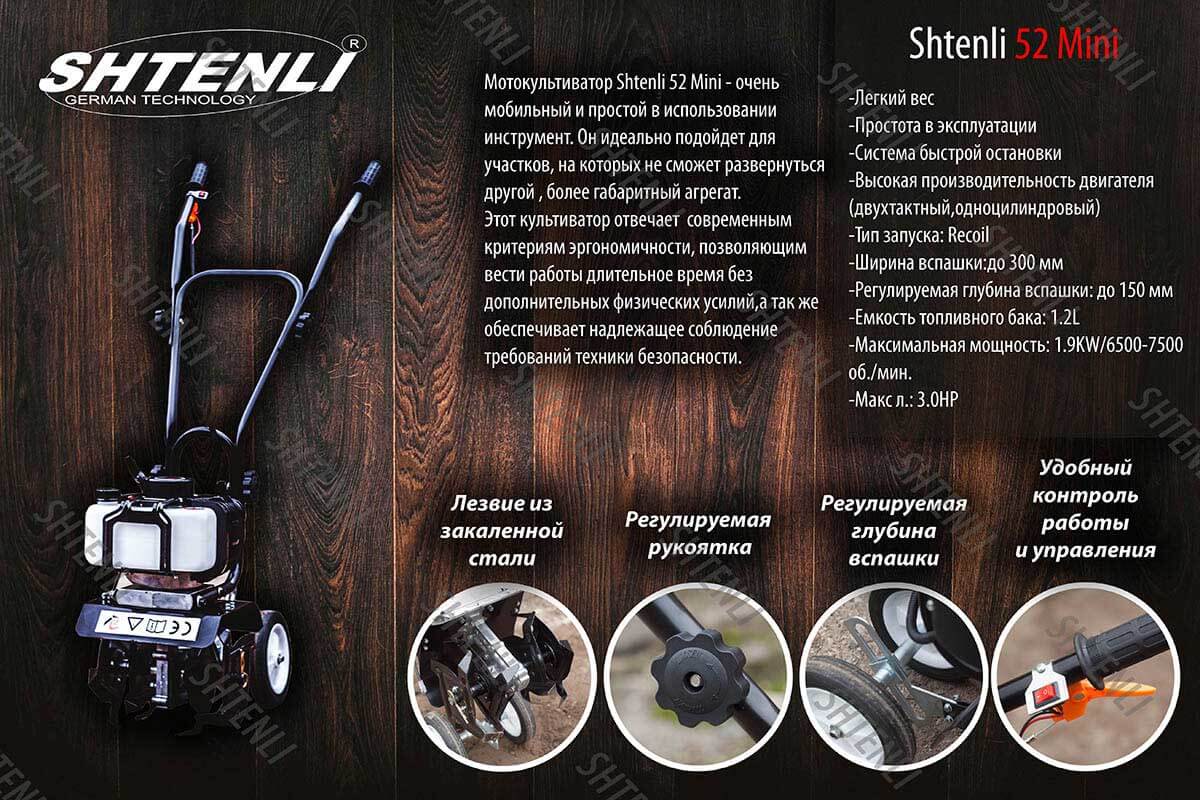 SHTENLI ®
GERMAN TECHNOLOGY
Мотокультиватор Shtenli 52 Mini - очень
мобильный и простой в использовании
инструмент. Он идеально подойдет для
участков, на которых не сможет развернуться
другой , более габаритный агрегат.
Этот культиватор отвечает современным
критериям эргономичности, позволяющим
вести работы длительное время без
дополнительных физических усилий,а так же
обеспечивает надлежащее соблюдение
требований техники безопасности.
Shtenli 52 Mini
-Легкий вес
-Простота в эксплуатации
-Система быстрой остановки
-Высокая производительность двигателя
(двухтактный,одноцилиндровый)
-Тип запуска: Recoil
-Ширина вспашки:до 300 мм
-Регулируемая глубина вспашки: до 150 мм
-Емкость топливного бака: 1.2L
-Максимальная мощность: 1.9KW/6500-7500
об./мин.
-Макс л.: 3.0HP
Лезвие из
закаленной
стали
Регулируемая
рукоятка
Регулируемая
глубина
вспашки
Удобный
контроль
работы
и управления
CE